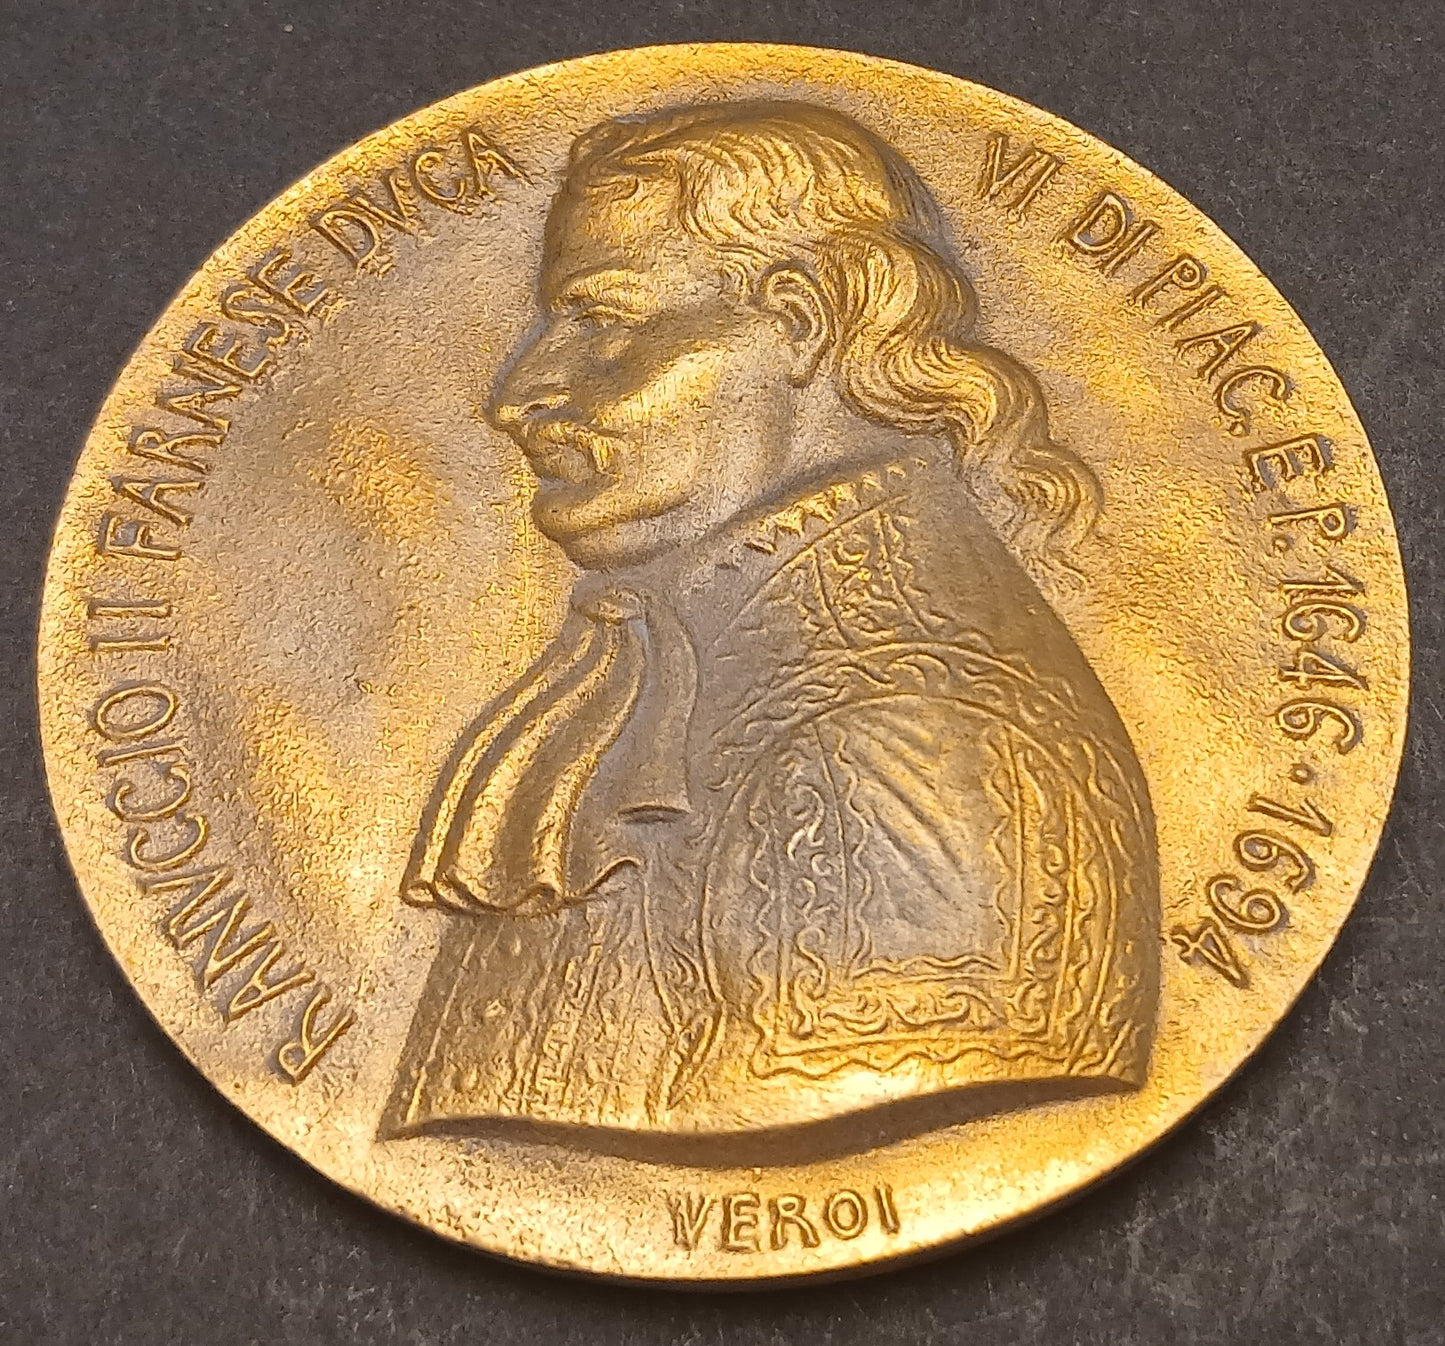 RANVCCIO II FARNESE DVCA VI DI PIAC. E P. 1646 · 1694
VEROI